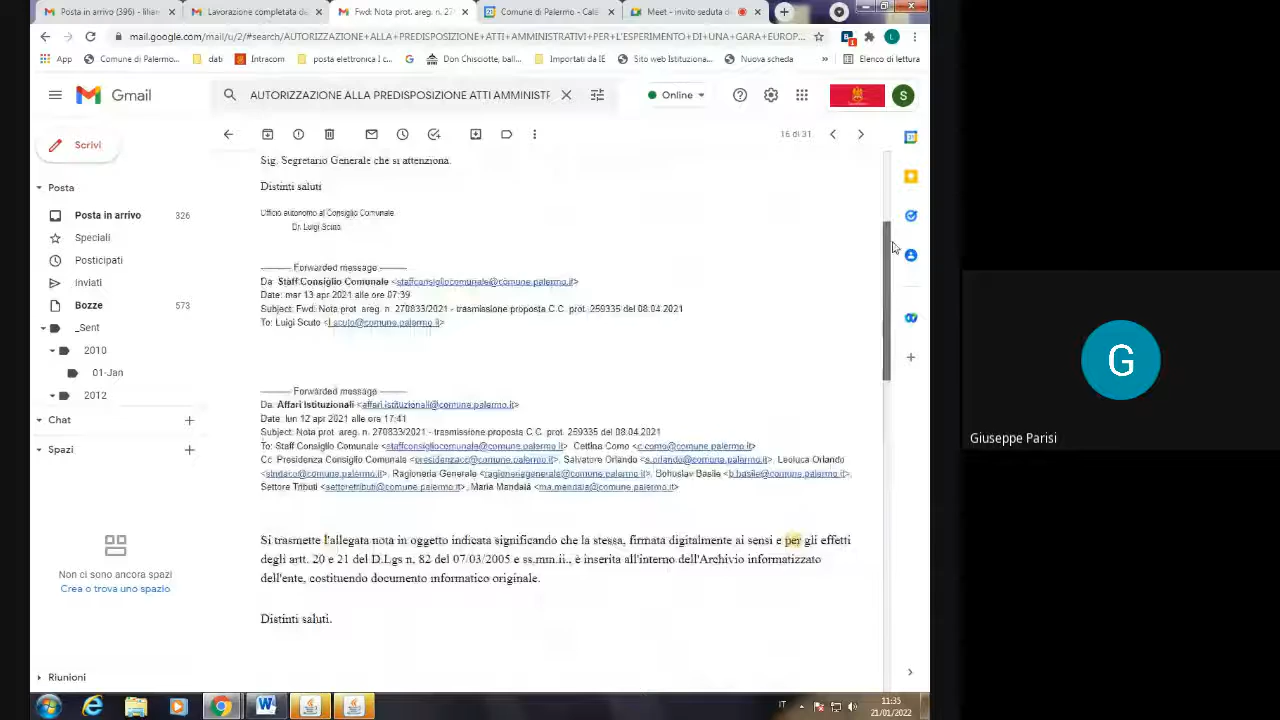 Posta in arrivo (396) - filian
Lavorazione completata de
Fwd: Nota prot. areg. n. 27
Comune di Palermo - Cale
Meet - invito seduta d
mail.google.com/mail/u/2/#search/AUTORIZZAZIONE+ALLA+PREDISPOSIZIONE+ATTI+AMMINISTRATIVI+PER+L'ESPERIMENTO+DI+UNA+GARA+EUROP...
App
Comune di Palermo...
dati
Intracom
posta elettronica I c...
Don Chisciotte, ball...
Importati da IE
Sito web Istituziona...
Nuova scheda
»
Elenco di lettura
Gmail
AUTORIZZAZIONE ALLA PREDISPOSIZIONE ATTI AMMINISTR
Online
S
Scrivi
16 di 31
Posta
Posta in arrivo 326
Speciali
Posticipati
Inviati
Bozze 573
_Sent
2010
01-Jan
2012
Chat
Spazi
Non ci sono ancora spazi
Crea o trova uno spazio
Riunioni
Sig. Segretario Generale che si attenziona.
Distinti saluti
Ufficio autonomo al Consiglio Comunale
Dr. Luigi Scuto
---------- Forwarded message ---------
Da: Staff Consiglio Comunale <staffconsigliocomunale@comune.palermo.it>
Date: mar 13 apr 2021 alle ore 07:39
Subject: Fwd: Nota prot. areg. n. 270833/2021 - trasmissione proposta C.C. prot. 259335 del 08.04.2021
To: Luigi Scuto <l.scuto@comune.palermo.it>
---------- Forwarded message ---------
Da: Affari Istituzionali <affari.istituzionali@comune.palermo.it>
Date: lun 12 apr 2021 alle ore 17:41
Subject: Nota prot. areg. n. 270833/2021 - trasmissione proposta C.C. prot. 259335 del 08.04.2021
To: Staff Consiglio Comunale <staffconsigliocomunale@comune.palermo.it>, Cettina Como <c.como@comune.palermo.it>
Cc: Presidenza Consiglio Comunale <presidenzacc@comune.palermo.it>, Salvatore Orlando <s.orlando@comune.palermo.it>, Leoluca Orlando
<sindaco@comune.palermo.it>, Ragioneria Generale <ragioneriagenerale@comune.palermo.it>, Bohuslav Basile <b.basile@comune.palermo.it>,
Settore Tributi <settoretributi@comune.palermo.it>, Maria Mandalà <ma.mandala@comune.palermo.it>
Si trasmette l'allegata nota in oggetto indicata significando che la stessa, firmata digitalmente ai sensi e per gli effetti
degli artt. 20 e 21 del D.Lgs n. 82 del 07/03/2005 e ss.mm.ii., è inserita all'interno dell'Archivio informatizzato
dell'ente, costituendo documento informatico originale.
Distinti saluti.
G
Giuseppe Parisi
IT
11:35
21/01/2022